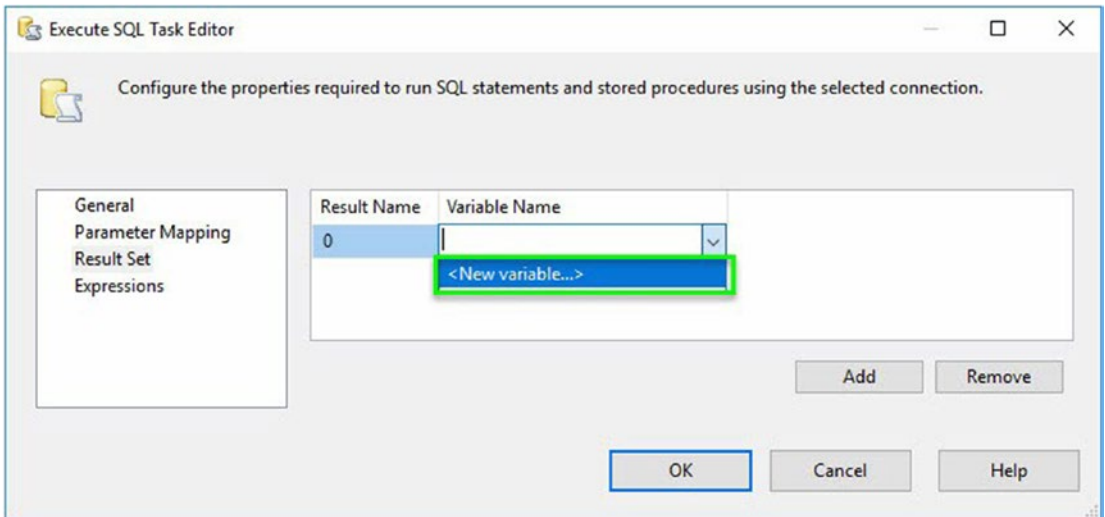 Execute SQL Task Editor
Configure the properties required to run SQL statements and stored procedures using the selected connection.
General
Parameter Mapping
Result Set
Expressions
Result Name Variable Name
0
<New variable...>
Add Remove
OK Cancel Help